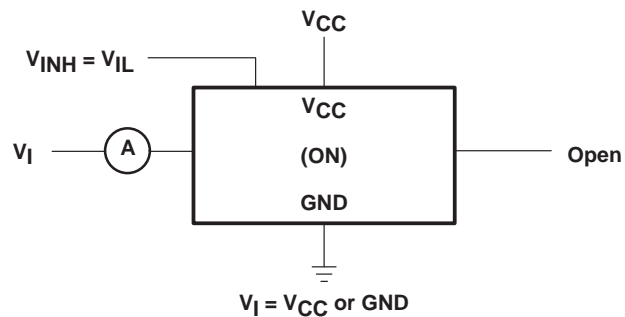 VCC
VINH = VIL
VCC
VI
A
(ON)
Open
GND
VI = VCC or GND